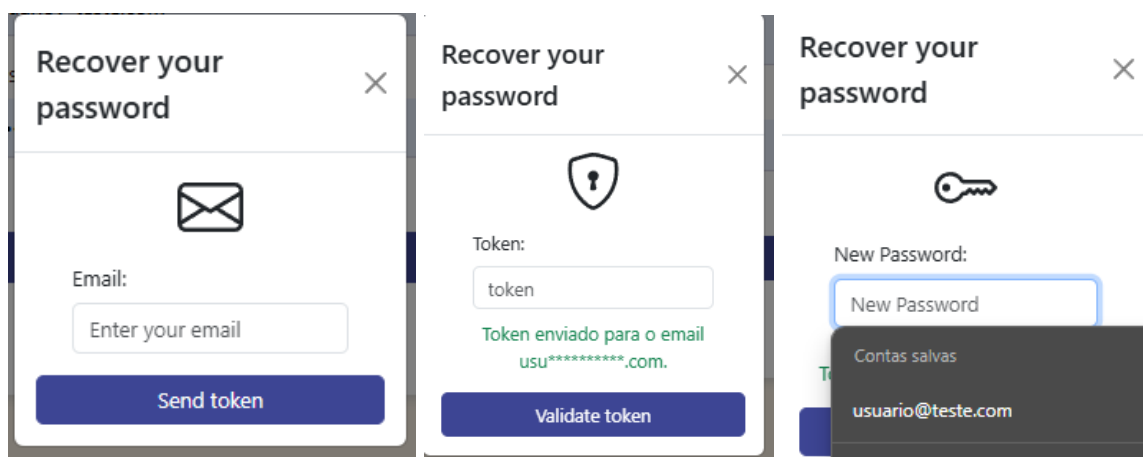 Recover your
password
Email:
Enter your email
Send token
Recover your
password
Token:
token
Token enviado para o email
usu**********.com.
Validate token
Recover your
password
New Password:
New Password
Contas salvas
usuario@teste.com